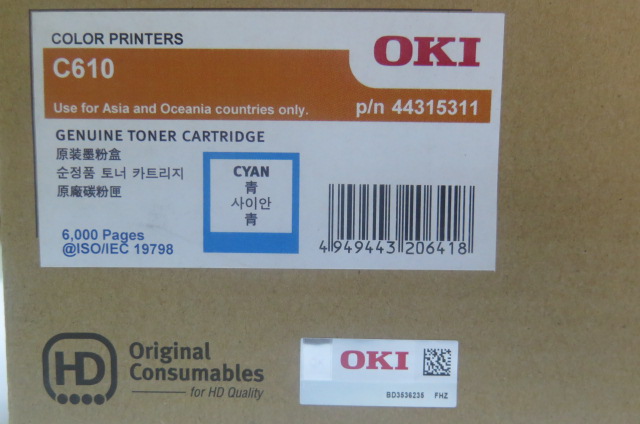 COLOR PRINTERS
OKI
C610
Use for Asia and Oceania countries only.
p/n 44315311
GENUINE TONER CARTRIDGE
原装墨粉盒
순정품 토너 카트리지
原廠碳粉匣
CYAN
青
사이안
青
6,000 Pages
@ISO/IEC 19798
4 949443 206418
HD
Original
Consumables
for HD Quality
OKI
BD3536235 FHZ